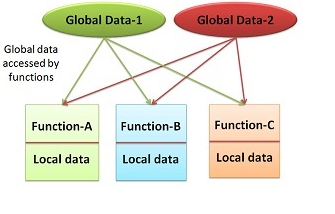 Global Data-1
Global Data-2
Global data
accessed by
functions
Function-A
Local data
Function-B
Local data
Function-C
Local data